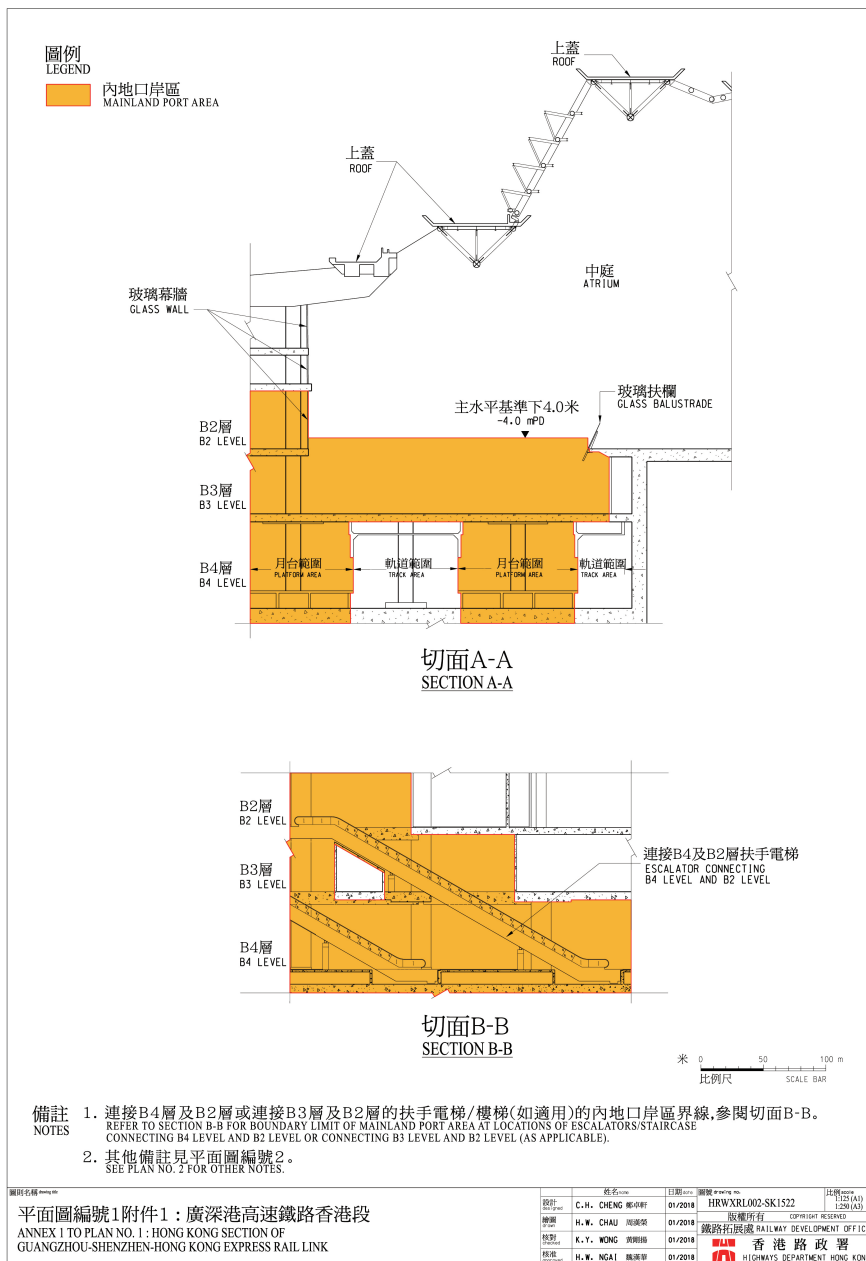 圖例
LEGEND
內地口岸區
MAINLAND PORT AREA
上蓋
ROOF
上蓋
ROOF
中庭
ATRIUM
玻璃幕牆
GLASS WALL
玻璃扶欄
GLASS BALUSTRADE
主水平基準下4.0米
-4.0 mPD
B2層
B2 LEVEL
B3層
B3 LEVEL
B4層
B4 LEVEL
月台範圍
PLATFORM AREA
軌道範圍
TRACK AREA
月台範圍
PLATFORM AREA
軌道範圍
TRACK AREA
切面A-A
SECTION A-A
B2層
B2 LEVEL
B3層
B3 LEVEL
B4層
B4 LEVEL
連接B4及B2層扶手電梯
ESCALATOR CONNECTING
B4 LEVEL AND B2 LEVEL
切面B-B
SECTION B-B
米 0 50 100 m
比例尺 SCALE BAR
備註
NOTES
1. 連接B4層及B2層或連接B3層及B2層的扶手電梯/樓梯(如適用)的內地口岸區界線,參閱切面B-B。
REFER TO SECTION B-B FOR BOUNDARY LIMIT OF MAINLAND PORT AREA AT LOCATIONS OF ESCALATORS/STAIRCASE
CONNECTING B4 LEVEL AND B2 LEVEL OR CONNECTING B3 LEVEL AND B2 LEVEL (AS APPLICABLE).
2. 其他備註見平面圖編號2。
SEE PLAN NO. 2 FOR OTHER NOTES.
圖則名稱 drawing title
平面圖編號1附件1：廣深港高速鐵路香港段
ANNEX 1 TO PLAN NO. 1 : HONG KONG SECTION OF
GUANGZHOU-SHENZHEN-HONG KONG EXPRESS RAIL LINK
姓名 name 日期 date
設計 designed C.H. CHENG 鄭卓軒 01/2018
繪圖 drawn H.W. CHAU 周漢榮 01/2018
核對 checked K.Y. WONG 黃剛揚 01/2018
核准 approved H.W. NGAI 魏漢華 01/2018
圖號 drawing no.
HRWXRL002-SK1522
比例 scale
1:125 (A1)
1:250 (A3)
版權所有 COPYRIGHT RESERVED
鐵路拓展處 RAILWAY DEVELOPMENT OFFIC
香港路政署
HIGHWAYS DEPARTMENT HONG KON